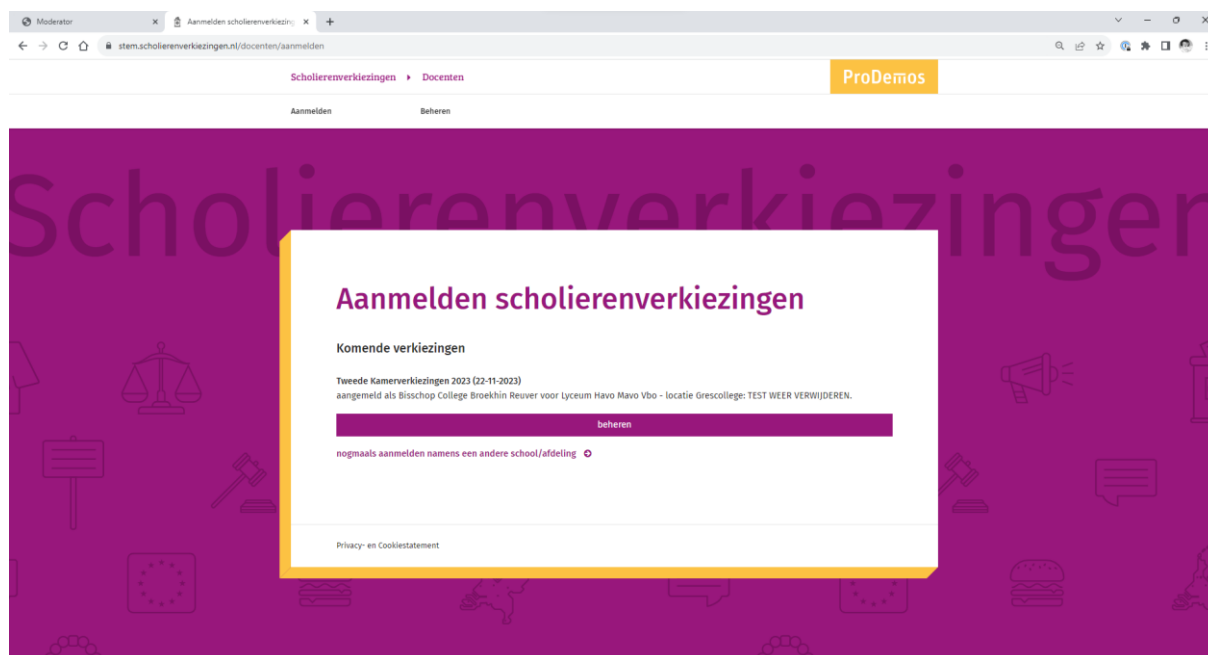 Moderator
Aanmelden scholierenverkiezing
stem.scholierenverkiezingen.nl/docenten/aanmelden
Scholierenverkiezingen Docenten
ProDemos
Aanmelden Beheren
Scholierenverkiezingen
Aanmelden scholierenverkiezingen
Komende verkiezingen
Tweede Kamerverkiezingen 2023 (22-11-2023)
aangemeld als Bisschop College Broekhin Reuver voor Lyceum Havo Mavo Vbo - locatie Grescollege: TEST WEER VERWIJDEREN.
beheren
nogmaals aanmelden namens een andere school/afdeling
Privacy- en Cookiestatement